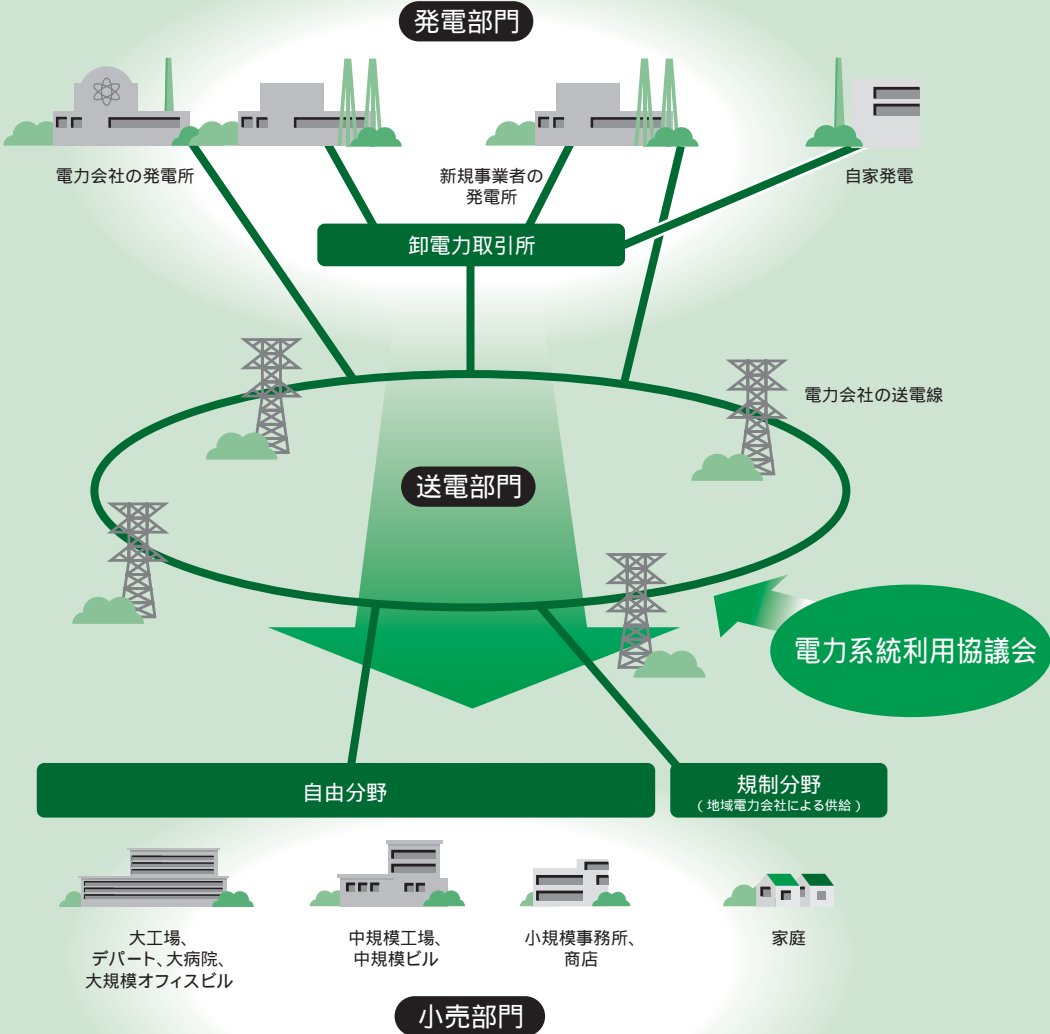 発電部門
電力会社の発電所
新規事業者の
発電所
自家発電
卸電力取引所
電力会社の送電線
送電部門
電力系統利用協議会
自由分野
規制分野
（地域電力会社による供給）
大工場、
デパート、大病院、
大規模オフィスビル
中規模工場、
中規模ビル
小規模事務所、
商店
家庭
小売部門